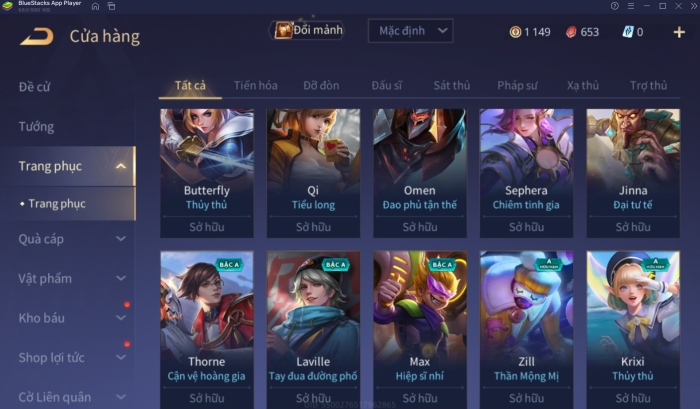 BlueStacks App Player
Cửa hàng
Đổi mảnh
Mặc định
1 149
653
0
Đề cử
Tướng
Trang phục
Trang phục
Quà cáp
Vật phẩm
Kho báu
Shop lợi tức
Cờ Liên quân
Tất cả Tiến hóa Đỡ đòn Đấu sĩ Sát thủ Pháp sư Xạ thủ Trợ thủ
Butterfly Qi Omen Sephera Jinna
Thủy thủ Tiểu long Đao phủ tận thế Chiêm tinh gia Đại tư tế
Sở hữu Sở hữu Sở hữu Sở hữu Sở hữu
BẬC A BẬC A BẬC A A HỮU HẠN A HỮU HẠN
Thorne Laville Max Zill Krixi
Cận vệ hoàng gia Tay đua đường phố Hiệp sĩ nhí Thần Mộng Mị Thủy thủ
Sở hữu Sở hữu Sở hữu Sở hữu Sở hữu